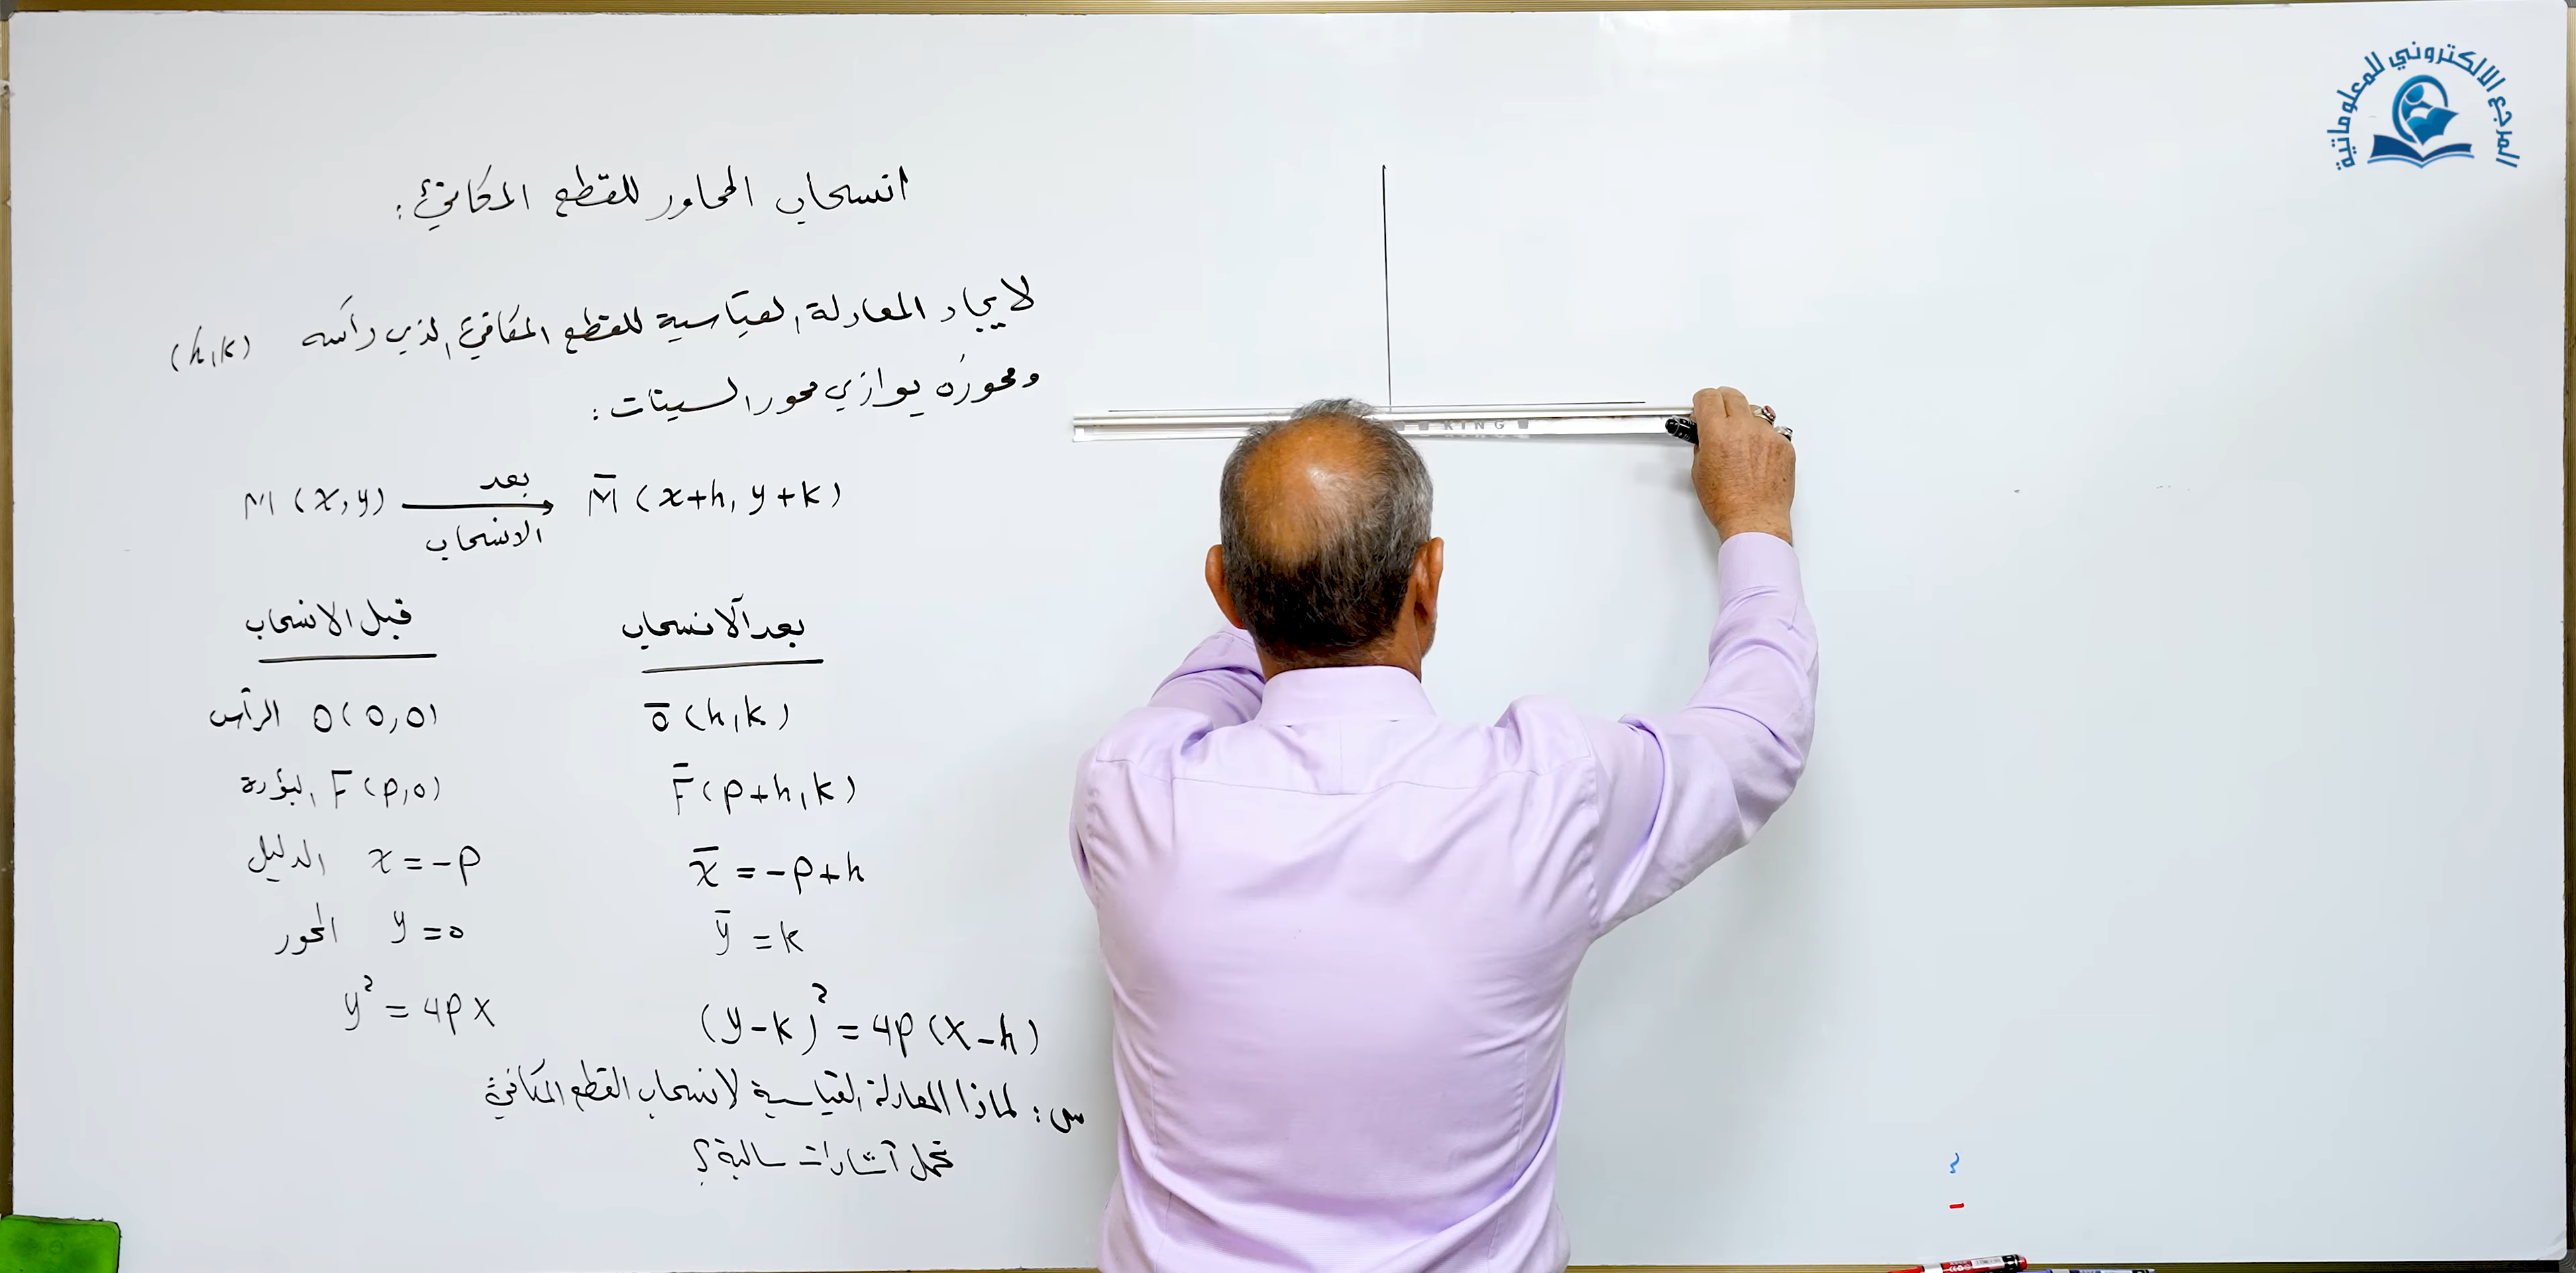 المرجع الالكتروني للمعلوماتية
انسحاب المحاور للقطع المكافئ:
لايجاد المعادلة القياسية للقطع المكافئ الذي رأسه (h,k)
ومحوره يوازي محور السينات:
M (x,y) بعد الانسحاب M̅ (x+h, y+k)
قبل الانسحاب بعد الانسحاب
الرأس O(0,0) o̅(h,k)
البؤرة F(p,0) F̅(p+h,k)
الدليل x=-p x̅=-p+h
المحور y=0 y̅=k
y²=4px (y-k)²=4p(x-h)
س: لماذا المعادلة القياسية لانسحاب القطع المكافئ
تحمل أشارات سالبة؟
KING